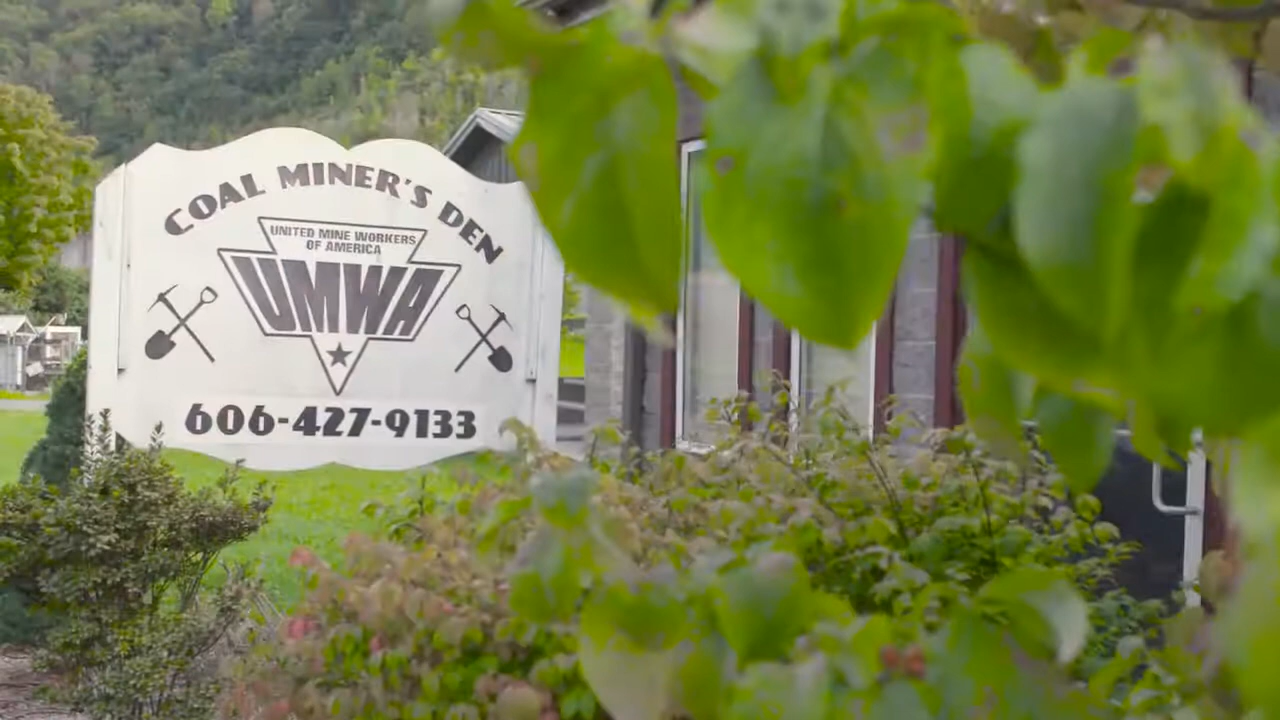 COAL MINER'S DEN
UNITED MINE WORKERS
OF AMERICA
UMWA
606-427-9133